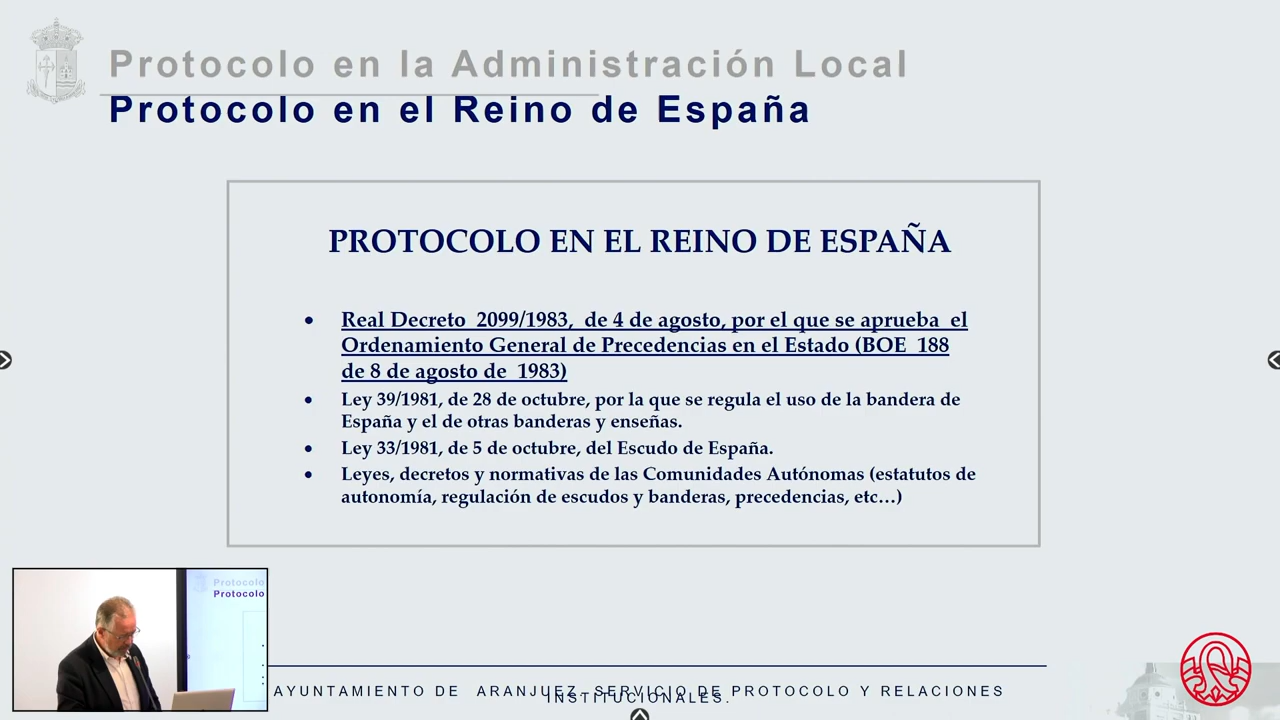 Protocolo en la Administración Local
Protocolo en el Reino de España
PROTOCOLO EN EL REINO DE ESPAÑA
• Real Decreto 2099/1983, de 4 de agosto, por el que se aprueba el
Ordenamiento General de Precedencias en el Estado (BOE 188
de 8 de agosto de 1983)
• Ley 39/1981, de 28 de octubre, por la que se regula el uso de la bandera de
España y el de otras banderas y enseñas.
• Ley 33/1981, de 5 de octubre, del Escudo de España.
• Leyes, decretos y normativas de las Comunidades Autónomas (estatutos de
autonomía, regulación de escudos y banderas, precedencias, etc…)
Protocolo
Protocolo
AYUNTAMIENTO DE ARANJUEZ. SERVICIO DE PROTOCOLO Y RELACIONES
INSTITUCIONALES.